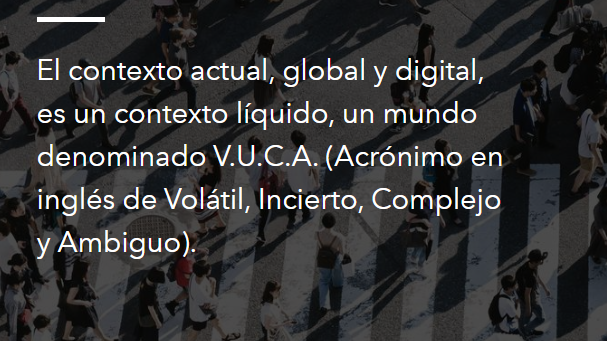 El contexto actual, global y digital,
es un contexto líquido, un mundo
denominado V.U.C.A. (Acrónimo en
inglés de Volátil, Incierto, Complejo
y Ambiguo).